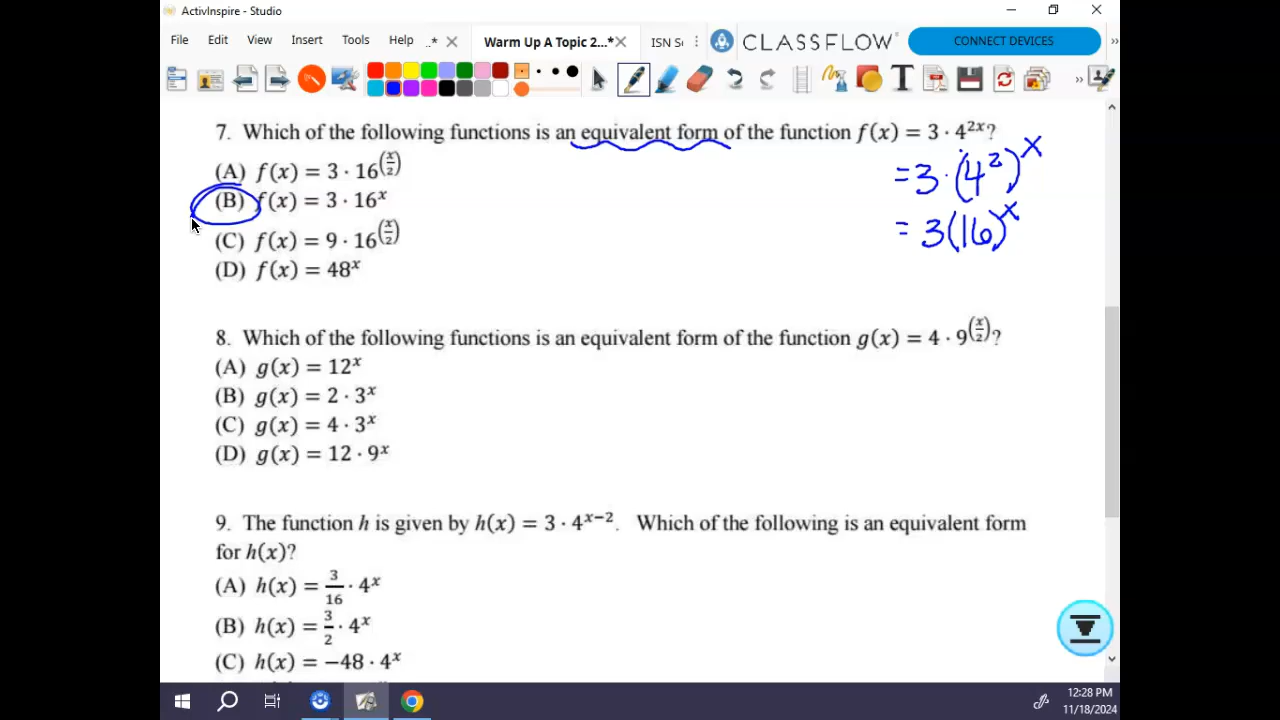 ActivInspire - Studio
File Edit View Insert Tools Help ..* Warm Up A Topic 2...* ISN Sc CLASSFLOW CONNECT DEVICES
7. Which of the following functions is an equivalent form of the function f(x) = 3 · 4^{2x}?
(A) f(x) = 3 · 16^{(x/2)}
(B) f(x) = 3 · 16^x
(C) f(x) = 9 · 16^{(x/2)}
(D) f(x) = 48^x
= 3 · (4^2)^x
= 3(16)^x
8. Which of the following functions is an equivalent form of the function g(x) = 4 · 9^{(x/2)}?
(A) g(x) = 12^x
(B) g(x) = 2 · 3^x
(C) g(x) = 4 · 3^x
(D) g(x) = 12 · 9^x
9. The function h is given by h(x) = 3 · 4^{x−2}. Which of the following is an equivalent form
for h(x)?
(A) h(x) = 3/16 · 4^x
(B) h(x) = 3/2 · 4^x
(C) h(x) = −48 · 4^x
12:28 PM
11/18/2024